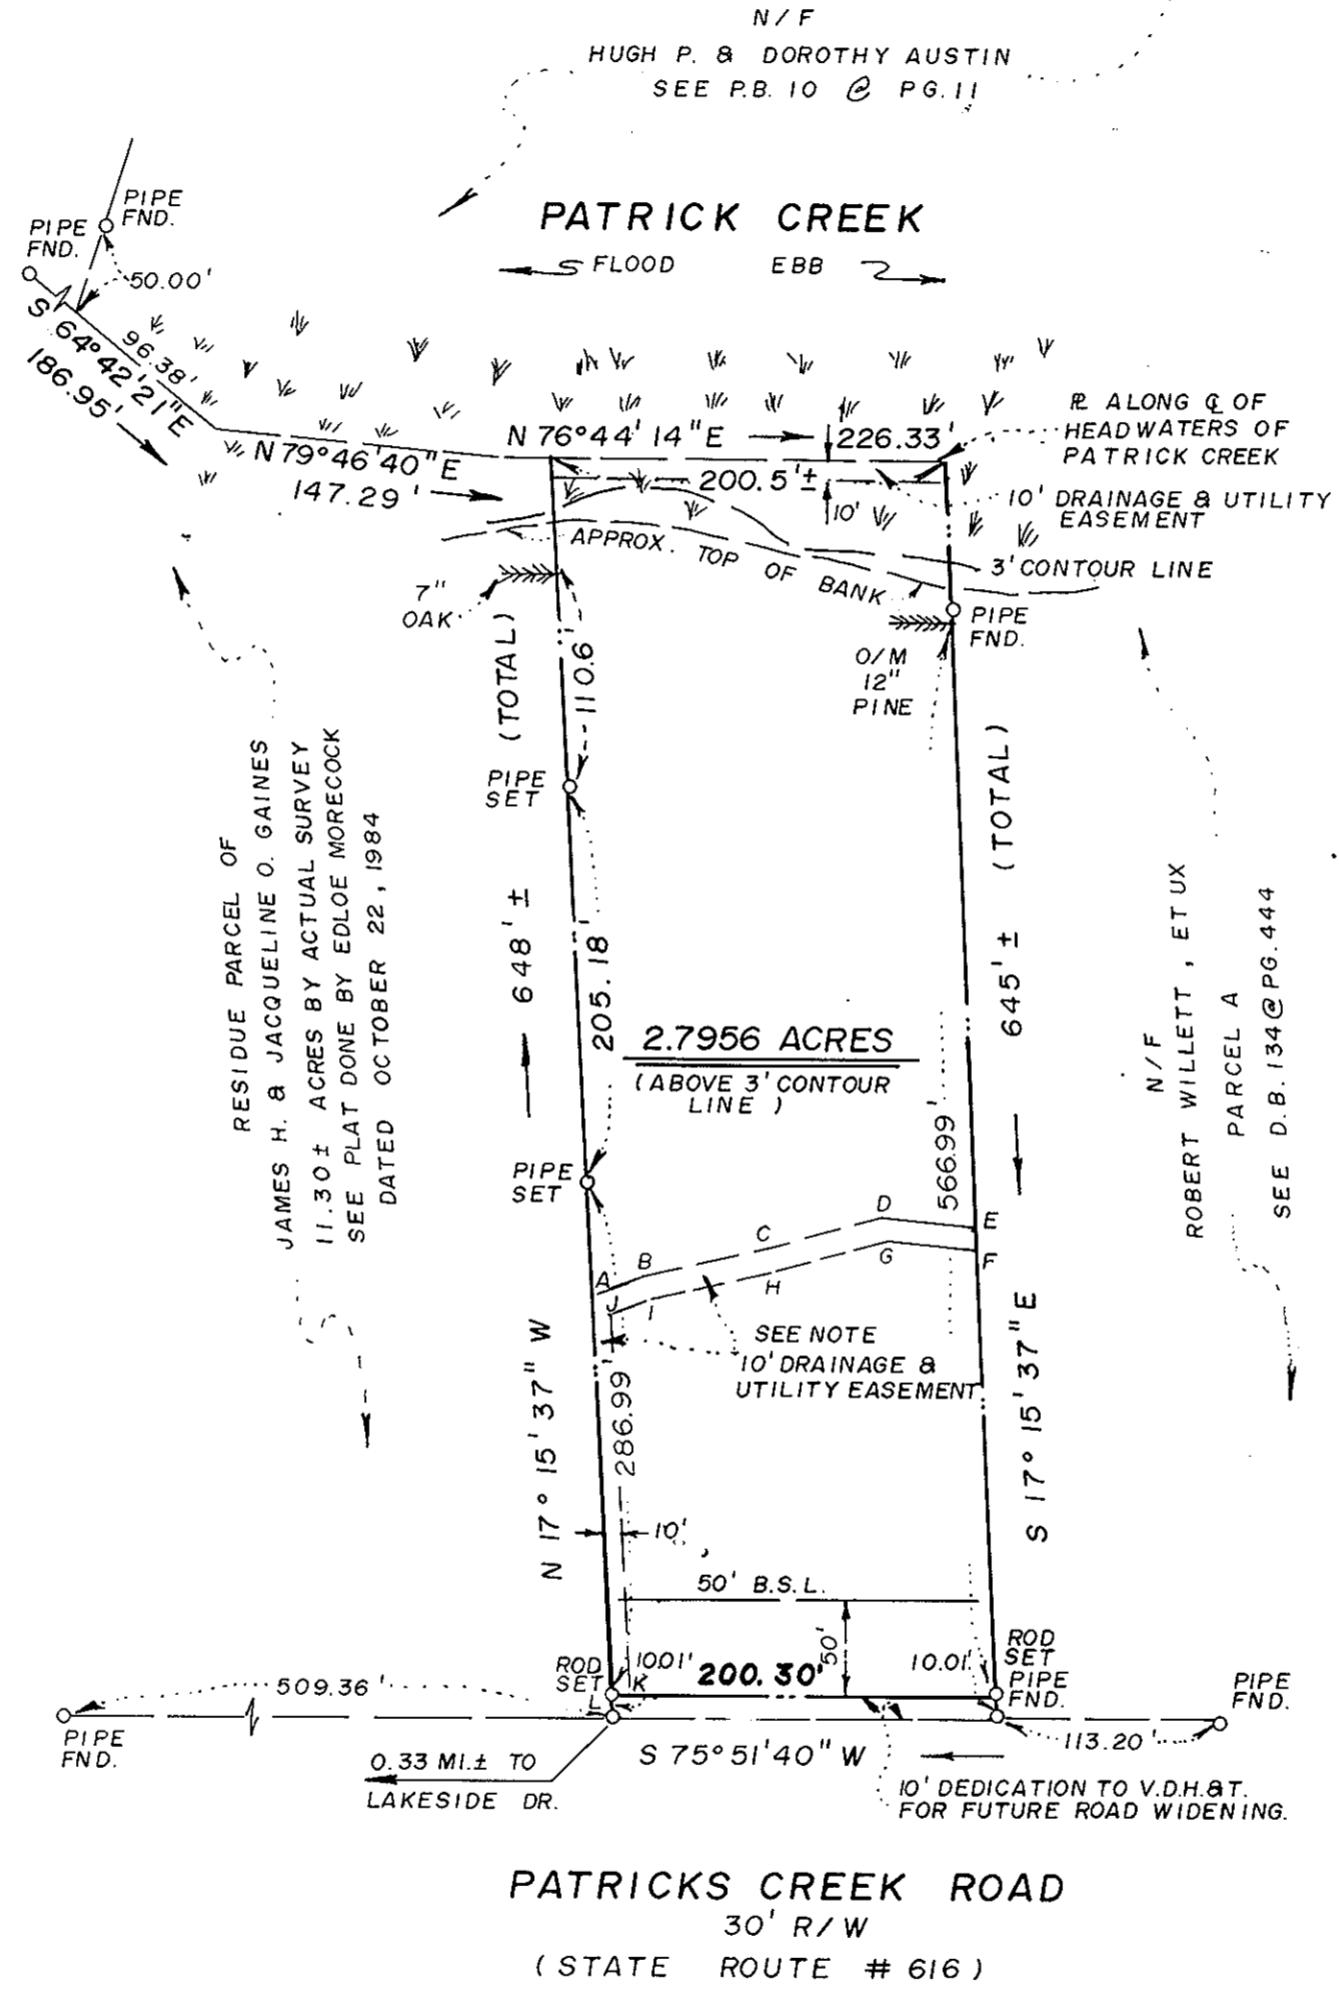 N/F
HUGH P. & DOROTHY AUSTIN
SEE P.B. 10 @ PG. 11
PIPE
FND.
PIPE
FND.
50.00'
PATRICK CREEK
FLOOD EBB
S 64°42'21"E
186.95'
96.38'
N 79°46'40"E
147.29'
N 76°44'14"E
226.33'
200.5'±
10'
℄ ALONG ℄ OF
HEADWATERS OF
PATRICK CREEK
10' DRAINAGE & UTILITY
EASEMENT
APPROX. TOP OF BANK
3' CONTOUR LINE
7"
OAK
PIPE
FND.
O/M
12"
PINE
(TOTAL)
110.6'
PIPE
SET
648'±
205.18'
(TOTAL)
645'±
RESIDUE PARCEL OF
JAMES H. & JACQUELINE O. GAINES
11.30± ACRES BY ACTUAL SURVEY
SEE PLAT DONE BY EDLOE MORECOCK
DATED OCTOBER 22, 1984
2.7956 ACRES
(ABOVE 3' CONTOUR
LINE)
566.99'
N/F
ROBERT WILLETT, ET UX
PARCEL A
SEE D.B. 134 @ PG. 444
PIPE
SET
A
B
C
D
E
F
G
H
I
J
SEE NOTE
10' DRAINAGE &
UTILITY EASEMENT
N 17° 15' 37" W
286.99'
S 17° 15' 37" E
10'
50' B.S.L.
50'
ROD
SET
10.01'
K
L
200.30'
10.01'
ROD
SET
PIPE
FND.
PIPE
FND.
509.36'
PIPE
FND.
113.20'
0.33 MI.± TO
LAKESIDE DR.
S 75°51'40" W
10' DEDICATION TO V.D.H.&T.
FOR FUTURE ROAD WIDENING.
PATRICKS CREEK ROAD
30' R/W
(STATE ROUTE # 616)